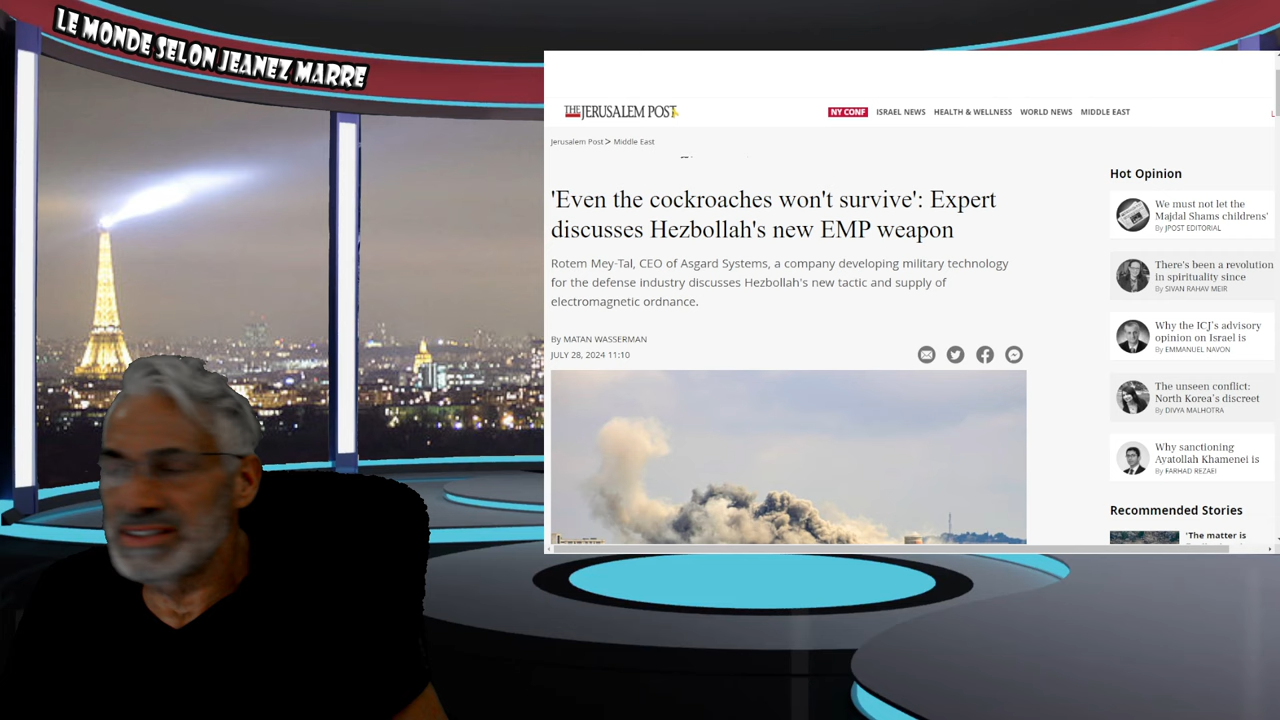 LE MONDE SELON JEANEZ MARRE
THE JERUSALEM POST
NY CONF ISRAEL NEWS HEALTH & WELLNESS WORLD NEWS MIDDLE EAST
L
Jerusalem Post > Middle East
'Even the cockroaches won't survive': Expert
discusses Hezbollah's new EMP weapon
Rotem Mey-Tal, CEO of Asgard Systems, a company developing military technology
for the defense industry discusses Hezbollah's new tactic and supply of
electromagnetic ordnance.
By MATAN WASSERMAN
JULY 28, 2024 11:10
Hot Opinion
We must not let the
Majdal Shams childrens'
By JPOST EDITORIAL
There's been a revolution
in spirituality since
By SIVAN RAHAV MEIR
Why the ICJ's advisory
opinion on Israel is
By EMMANUEL NAVON
The unseen conflict:
North Korea's discreet
By DIVYA MALHOTRA
Why sanctioning
Ayatollah Khamenei is
By FARHAD REZAEI
Recommended Stories
'The matter is